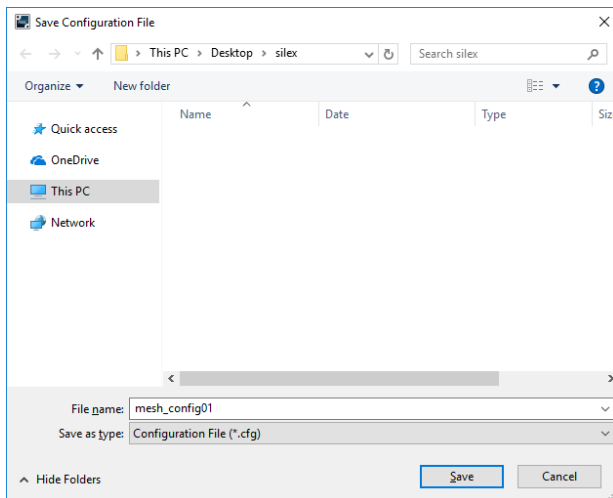 Save Configuration File
This PC > Desktop > silex
Search silex
Organize
New folder
Name
Date
Type
Siz
Quick access
OneDrive
This PC
Network
File name: mesh_config01
Save as type: Configuration File (*.cfg)
Hide Folders
Save
Cancel